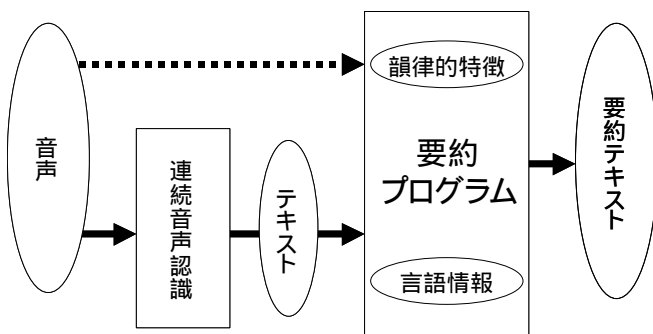 音声
連続音声認識
テキスト
韻律的特徴
要約
プログラム
言語情報
要約テキスト